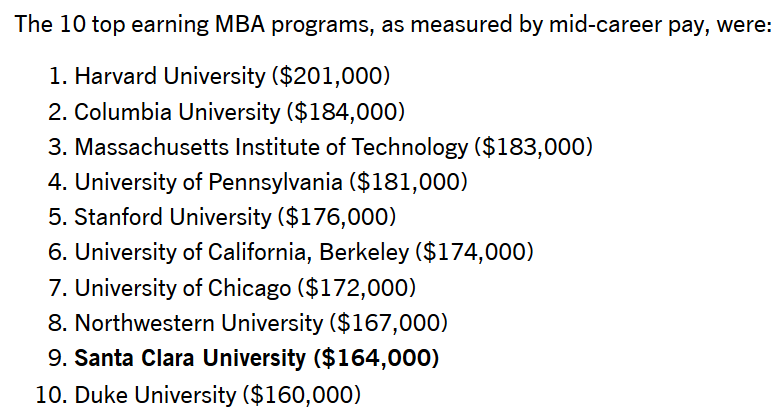 The 10 top earning MBA programs, as measured by mid-career pay, were:
1. Harvard University ($201,000)
2. Columbia University ($184,000)
3. Massachusetts Institute of Technology ($183,000)
4. University of Pennsylvania ($181,000)
5. Stanford University ($176,000)
6. University of California, Berkeley ($174,000)
7. University of Chicago ($172,000)
8. Northwestern University ($167,000)
9. Santa Clara University ($164,000)
10. Duke University ($160,000)